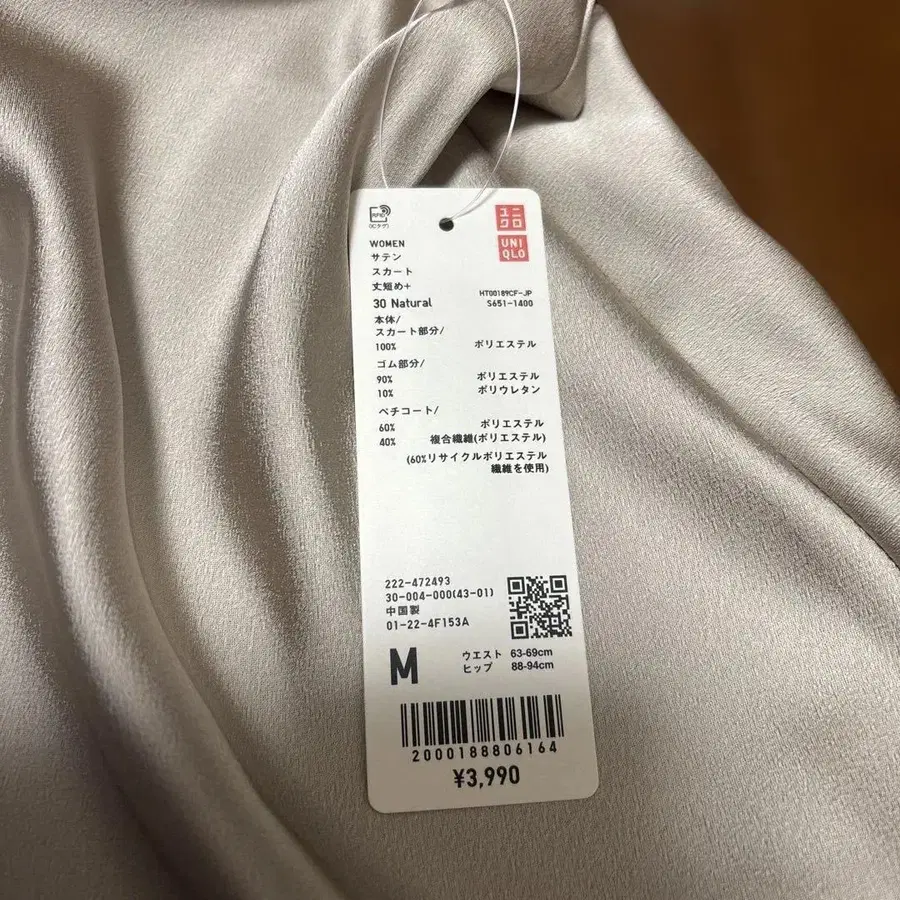 RFID
(ICタグ)
ユニ
クロ
UNI
QLO
WOMEN
サテン
スカート
丈短め+
30 Natural
HT00189CF-JP
S651-1400
本体/
スカート部分/
100% ポリエステル
ゴム部分/
90% ポリエステル
10% ポリウレタン
ペチコート/
60% ポリエステル
40% 複合繊維(ポリエステル)
(60%リサイクルポリエステル
繊維を使用)
222-472493
30-004-000(43-01)
中国製
01-22-4F153A
M
ウエスト 63-69cm
ヒップ 88-94cm
2000188806164
¥3,990